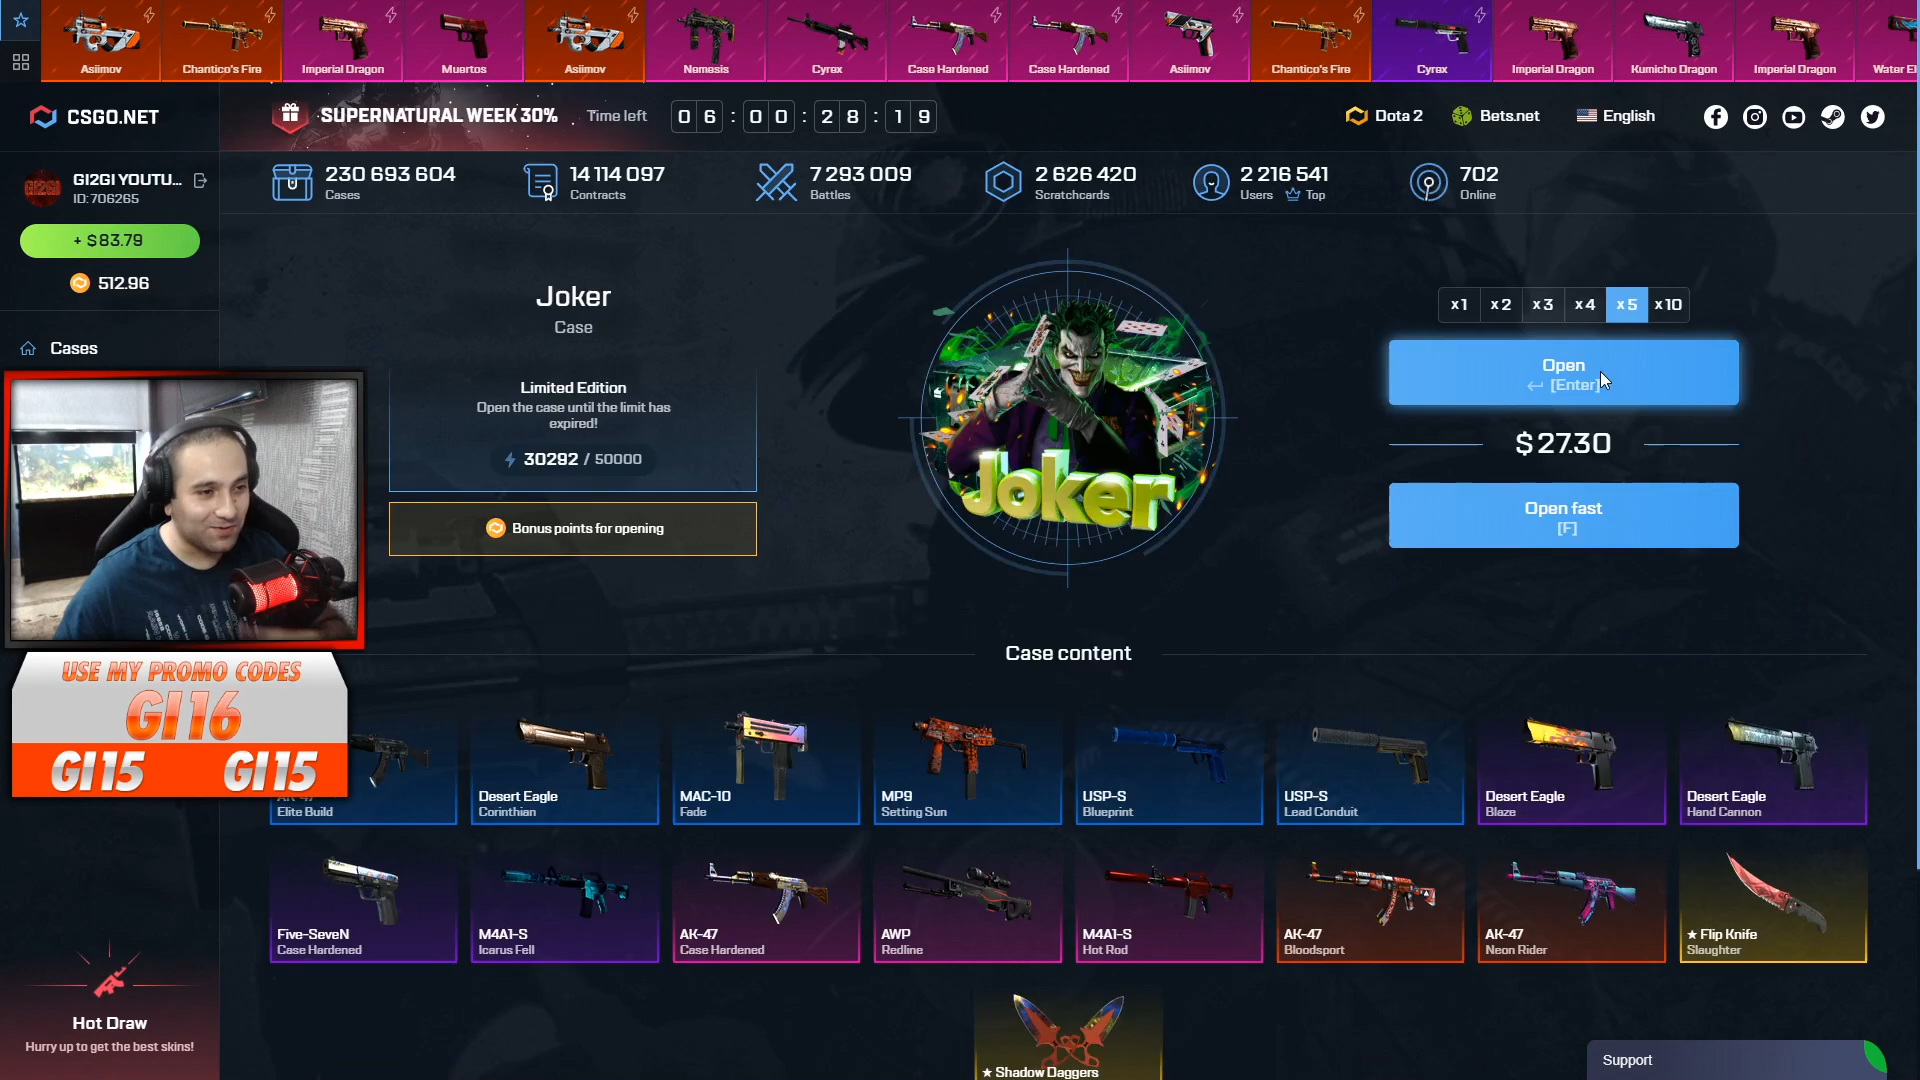 Asiimov
Chantico's Fire
Imperial Dragon
Muertos
Asiimov
Nemesis
Cyrex
Case Hardened
Case Hardened
Asiimov
Chantico's Fire
Cyrex
Imperial Dragon
Kumicho Dragon
Imperial Dragon
Water El
CSGO.NET
SUPERNATURAL WEEK 30%
Time left
0 6 : 0 0 : 2 8 : 1 9
Dota 2
Bets.net
English
GI2GI
GI2GI YOUTU...
ID: 706265
+ $ 83.79
512.96
230 693 604
Cases
14 114 097
Contracts
7 293 009
Battles
2 626 420
Scratchcards
2 216 541
Users
Top
702
Online
Cases
Joker
Case
Limited Edition
Open the case until the limit has
expired!
30292 / 50000
Bonus points for opening
Joker
x1 x2 x3 x4 x5 x10
Open
[Enter]
$ 27.30
Open fast
[F]
USE MY PROMO CODES
GI16
GI15 GI15
Case content
AK-47
Elite Build
Desert Eagle
Corinthian
MAC-10
Fade
MP9
Setting Sun
USP-S
Blueprint
USP-S
Lead Conduit
Desert Eagle
Blaze
Desert Eagle
Hand Cannon
Five-SeveN
Case Hardened
M4A1-S
Icarus Fell
AK-47
Case Hardened
AWP
Redline
M4A1-S
Hot Rod
AK-47
Bloodsport
AK-47
Neon Rider
★ Flip Knife
Slaughter
★ Shadow Daggers
Hot Draw
Hurry up to get the best skins!
Support